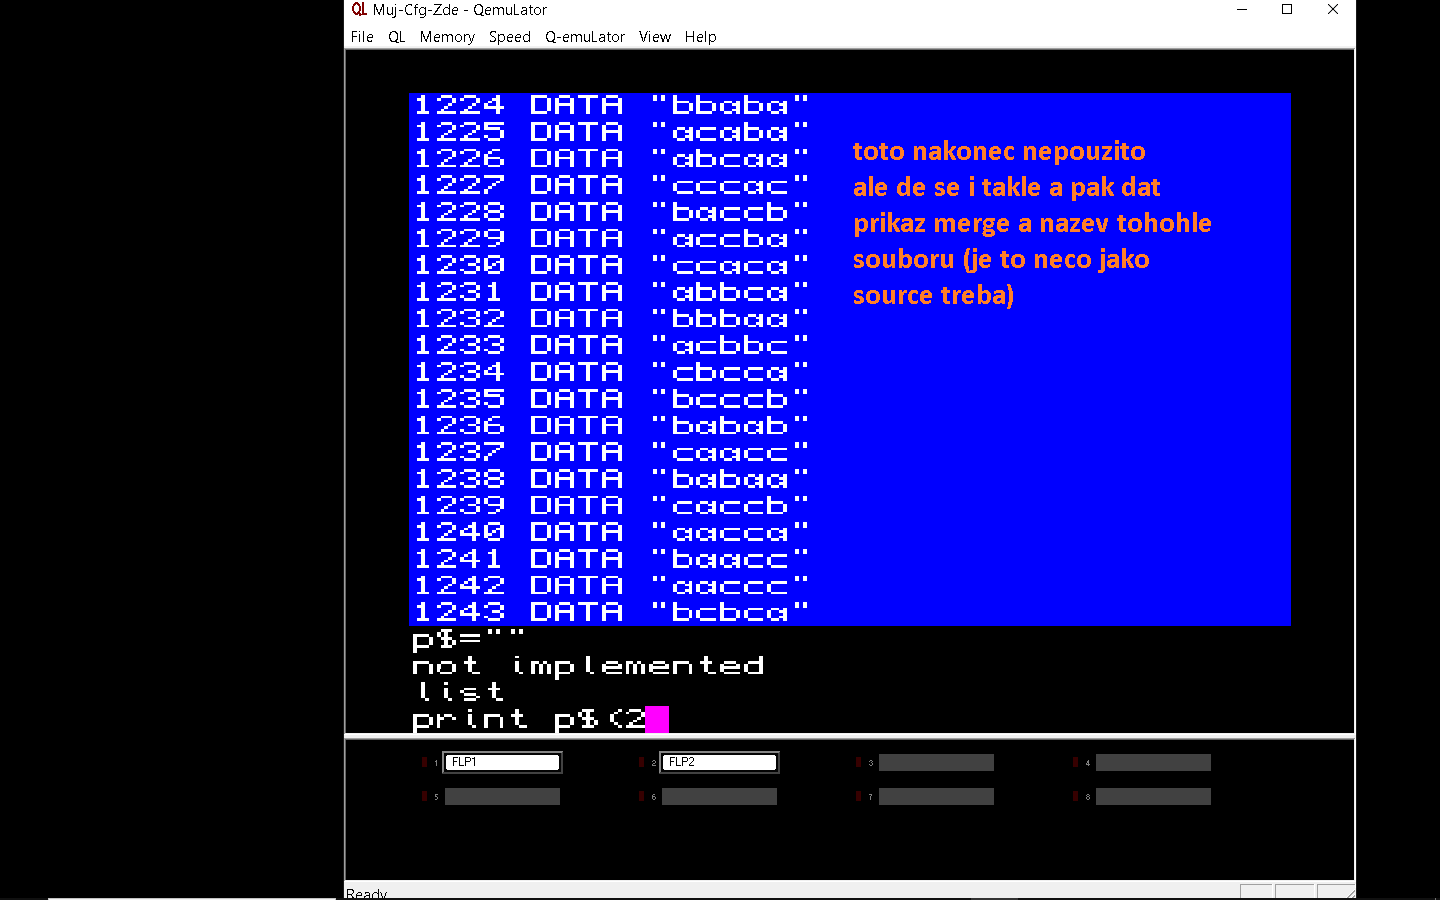 QL Muj-Cfg-Zde - QemuLator
File QL Memory Speed Q-emuLator View Help
1224 DATA "bbaba"
1225 DATA "acaba"
1226 DATA "abcaa"
1227 DATA "cccac"
1228 DATA "baccb"
1229 DATA "accba"
1230 DATA "ccaca"
1231 DATA "abbca"
1232 DATA "bbbaa"
1233 DATA "acbbc"
1234 DATA "cbcca"
1235 DATA "bcccb"
1236 DATA "babab"
1237 DATA "caacc"
1238 DATA "babaa"
1239 DATA "caccb"
1240 DATA "aacca"
1241 DATA "baacc"
1242 DATA "aaccc"
1243 DATA "bcbca"
toto nakonec nepouzito
ale de se i takle a pak dat
prikaz merge a nazev tohohle
souboru (je to neco jako
source treba)
p$=""
not implemented
list
print p$(2
1 FLP1 2 FLP2 3 4
5 6 7 8
Ready